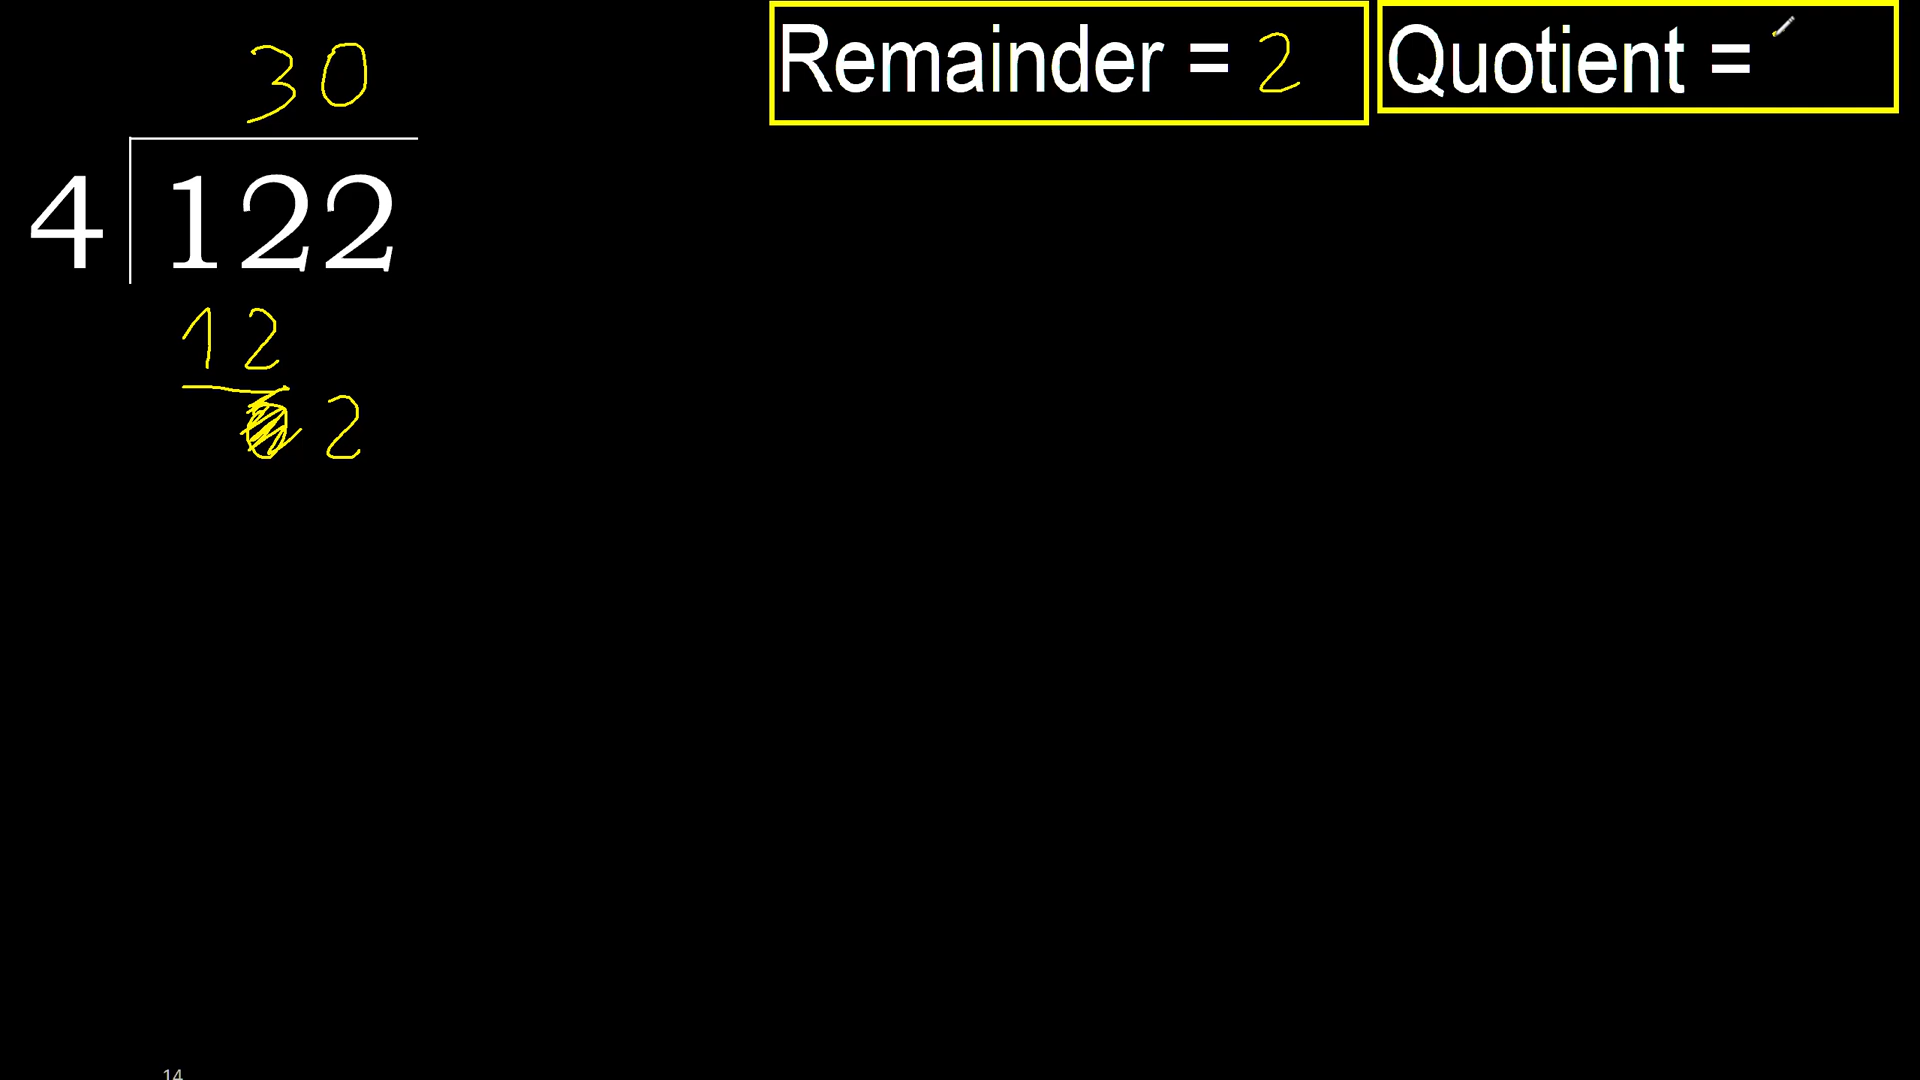 30
Remainder = 2
Quotient =
4 122
12
2
14